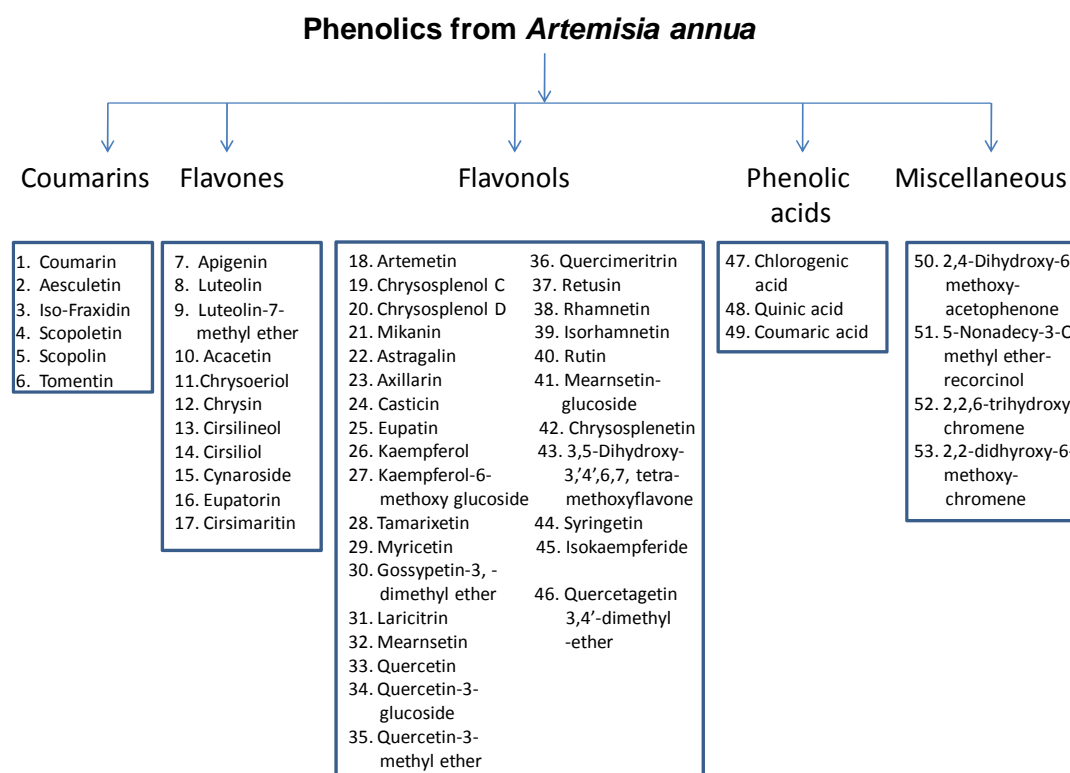 Phenolics from Artemisia annua
Coumarins
Flavones
Flavonols
Phenolic
acids
Miscellaneous
1. Coumarin
2. Aesculetin
3. Iso-Fraxidin
4. Scopoletin
5. Scopolin
6. Tomentin
7. Apigenin
8. Luteolin
9. Luteolin-7-
methyl ether
10. Acacetin
11. Chrysoeriol
12. Chrysin
13. Cirsilineol
14. Cirsiliol
15. Cynaroside
16. Eupatorin
17. Cirsimaritin
18. Artemetin
19. Chrysosplenol C
20. Chrysosplenol D
21. Mikanin
22. Astragalin
23. Axillarin
24. Casticin
25. Eupatin
26. Kaempferol
27. Kaempferol-6-
methoxy glucoside
28. Tamarixetin
29. Myricetin
30. Gossypetin-3, -
dimethyl ether
31. Laricitrin
32. Mearnsetin
33. Quercetin
34. Quercetin-3-
glucoside
35. Quercetin-3-
methyl ether
36. Quercimeritrin
37. Retusin
38. Rhamnetin
39. Isorhamnetin
40. Rutin
41. Mearnsetin-
glucoside
42. Chrysosplenetin
43. 3,5-Dihydroxy-
3,’4’,6,7, tetra-
methoxyflavone
44. Syringetin
45. Isokaempferide
46. Quercetagetin
3,4’-dimethyl
-ether
47. Chlorogenic
acid
48. Quinic acid
49. Coumaric acid
50. 2,4-Dihydroxy-6
methoxy-
acetophenone
51. 5-Nonadecy-3-O
methyl ether-
recorcinol
52. 2,2,6-trihydroxy
chromene
53. 2,2-didhyroxy-6-
methoxy-
chromene